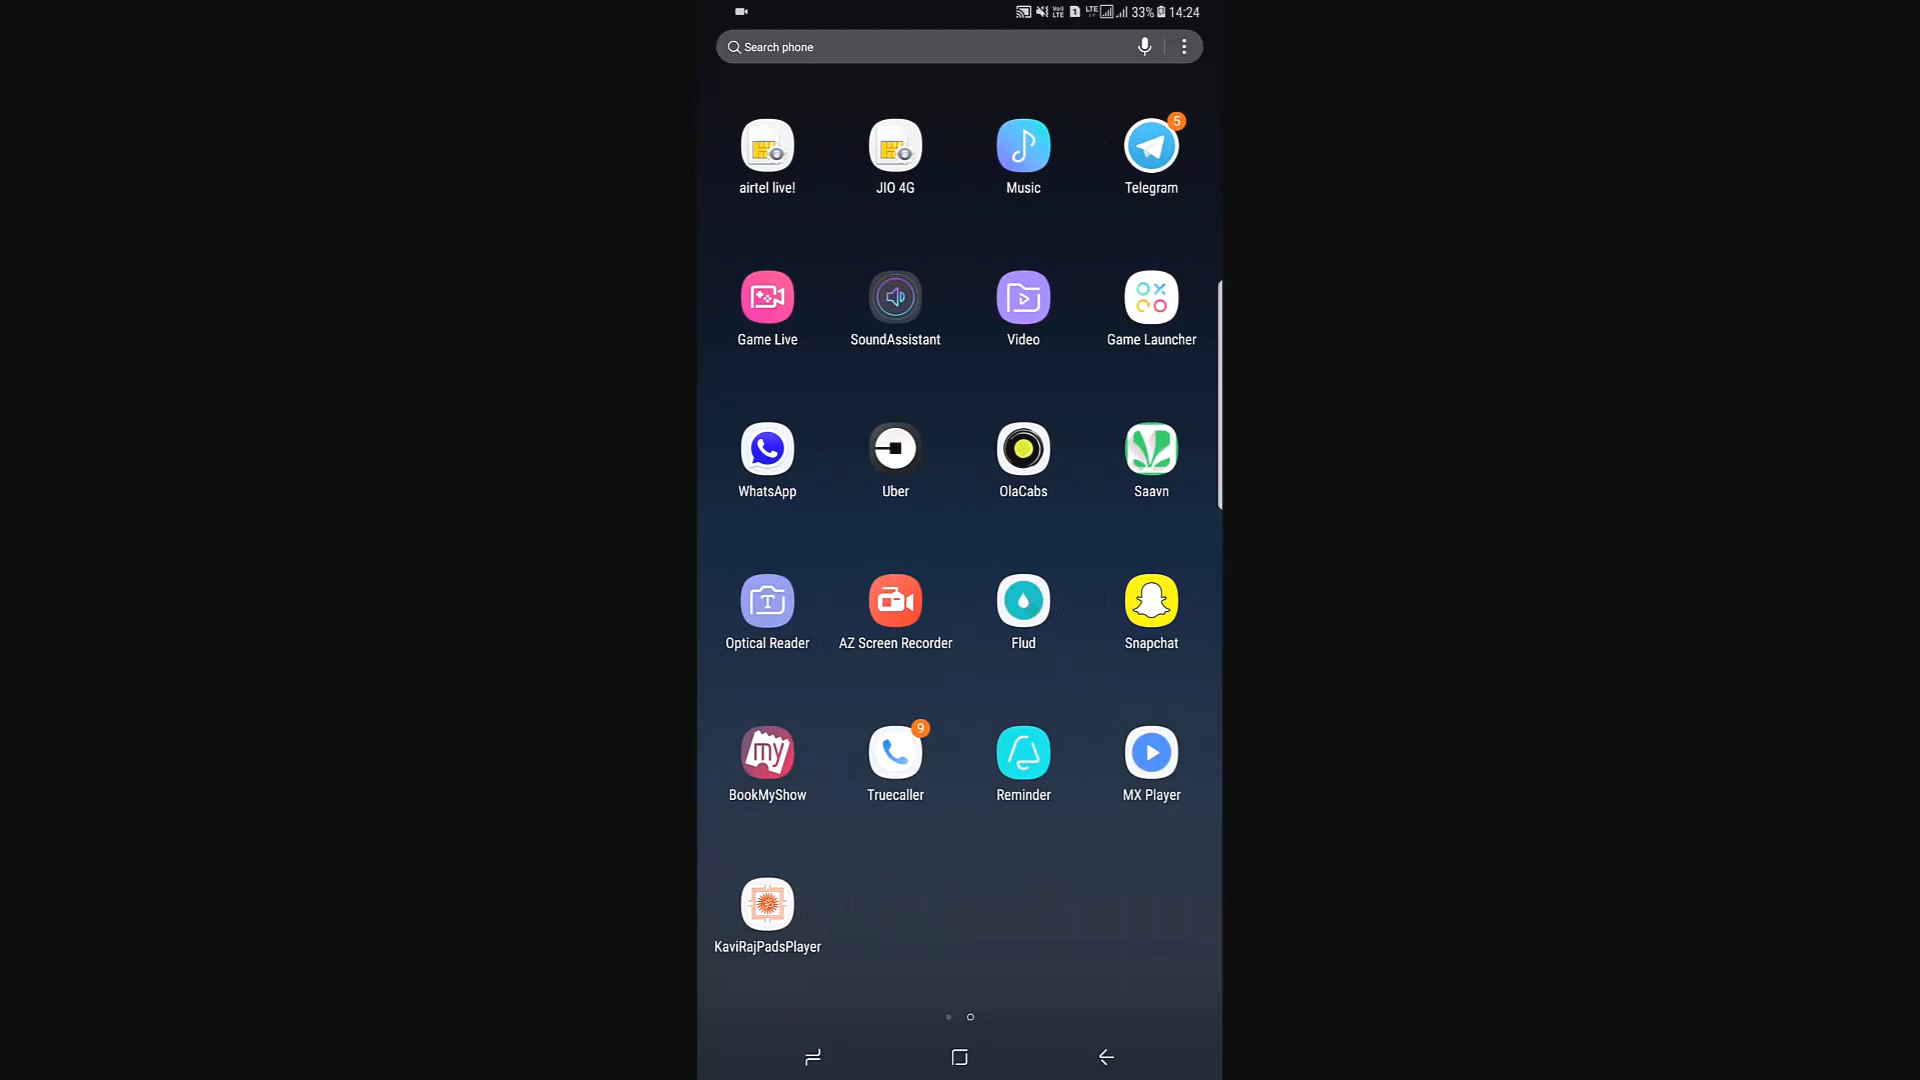 33% 14:24
Search phone
airtel live! JIO 4G Music Telegram
5
Game Live SoundAssistant Video Game Launcher
WhatsApp Uber OlaCabs Saavn
T
Optical Reader AZ Screen Recorder Flud Snapchat
my
9
BookMyShow Truecaller Reminder MX Player
KaviRajPadsPlayer